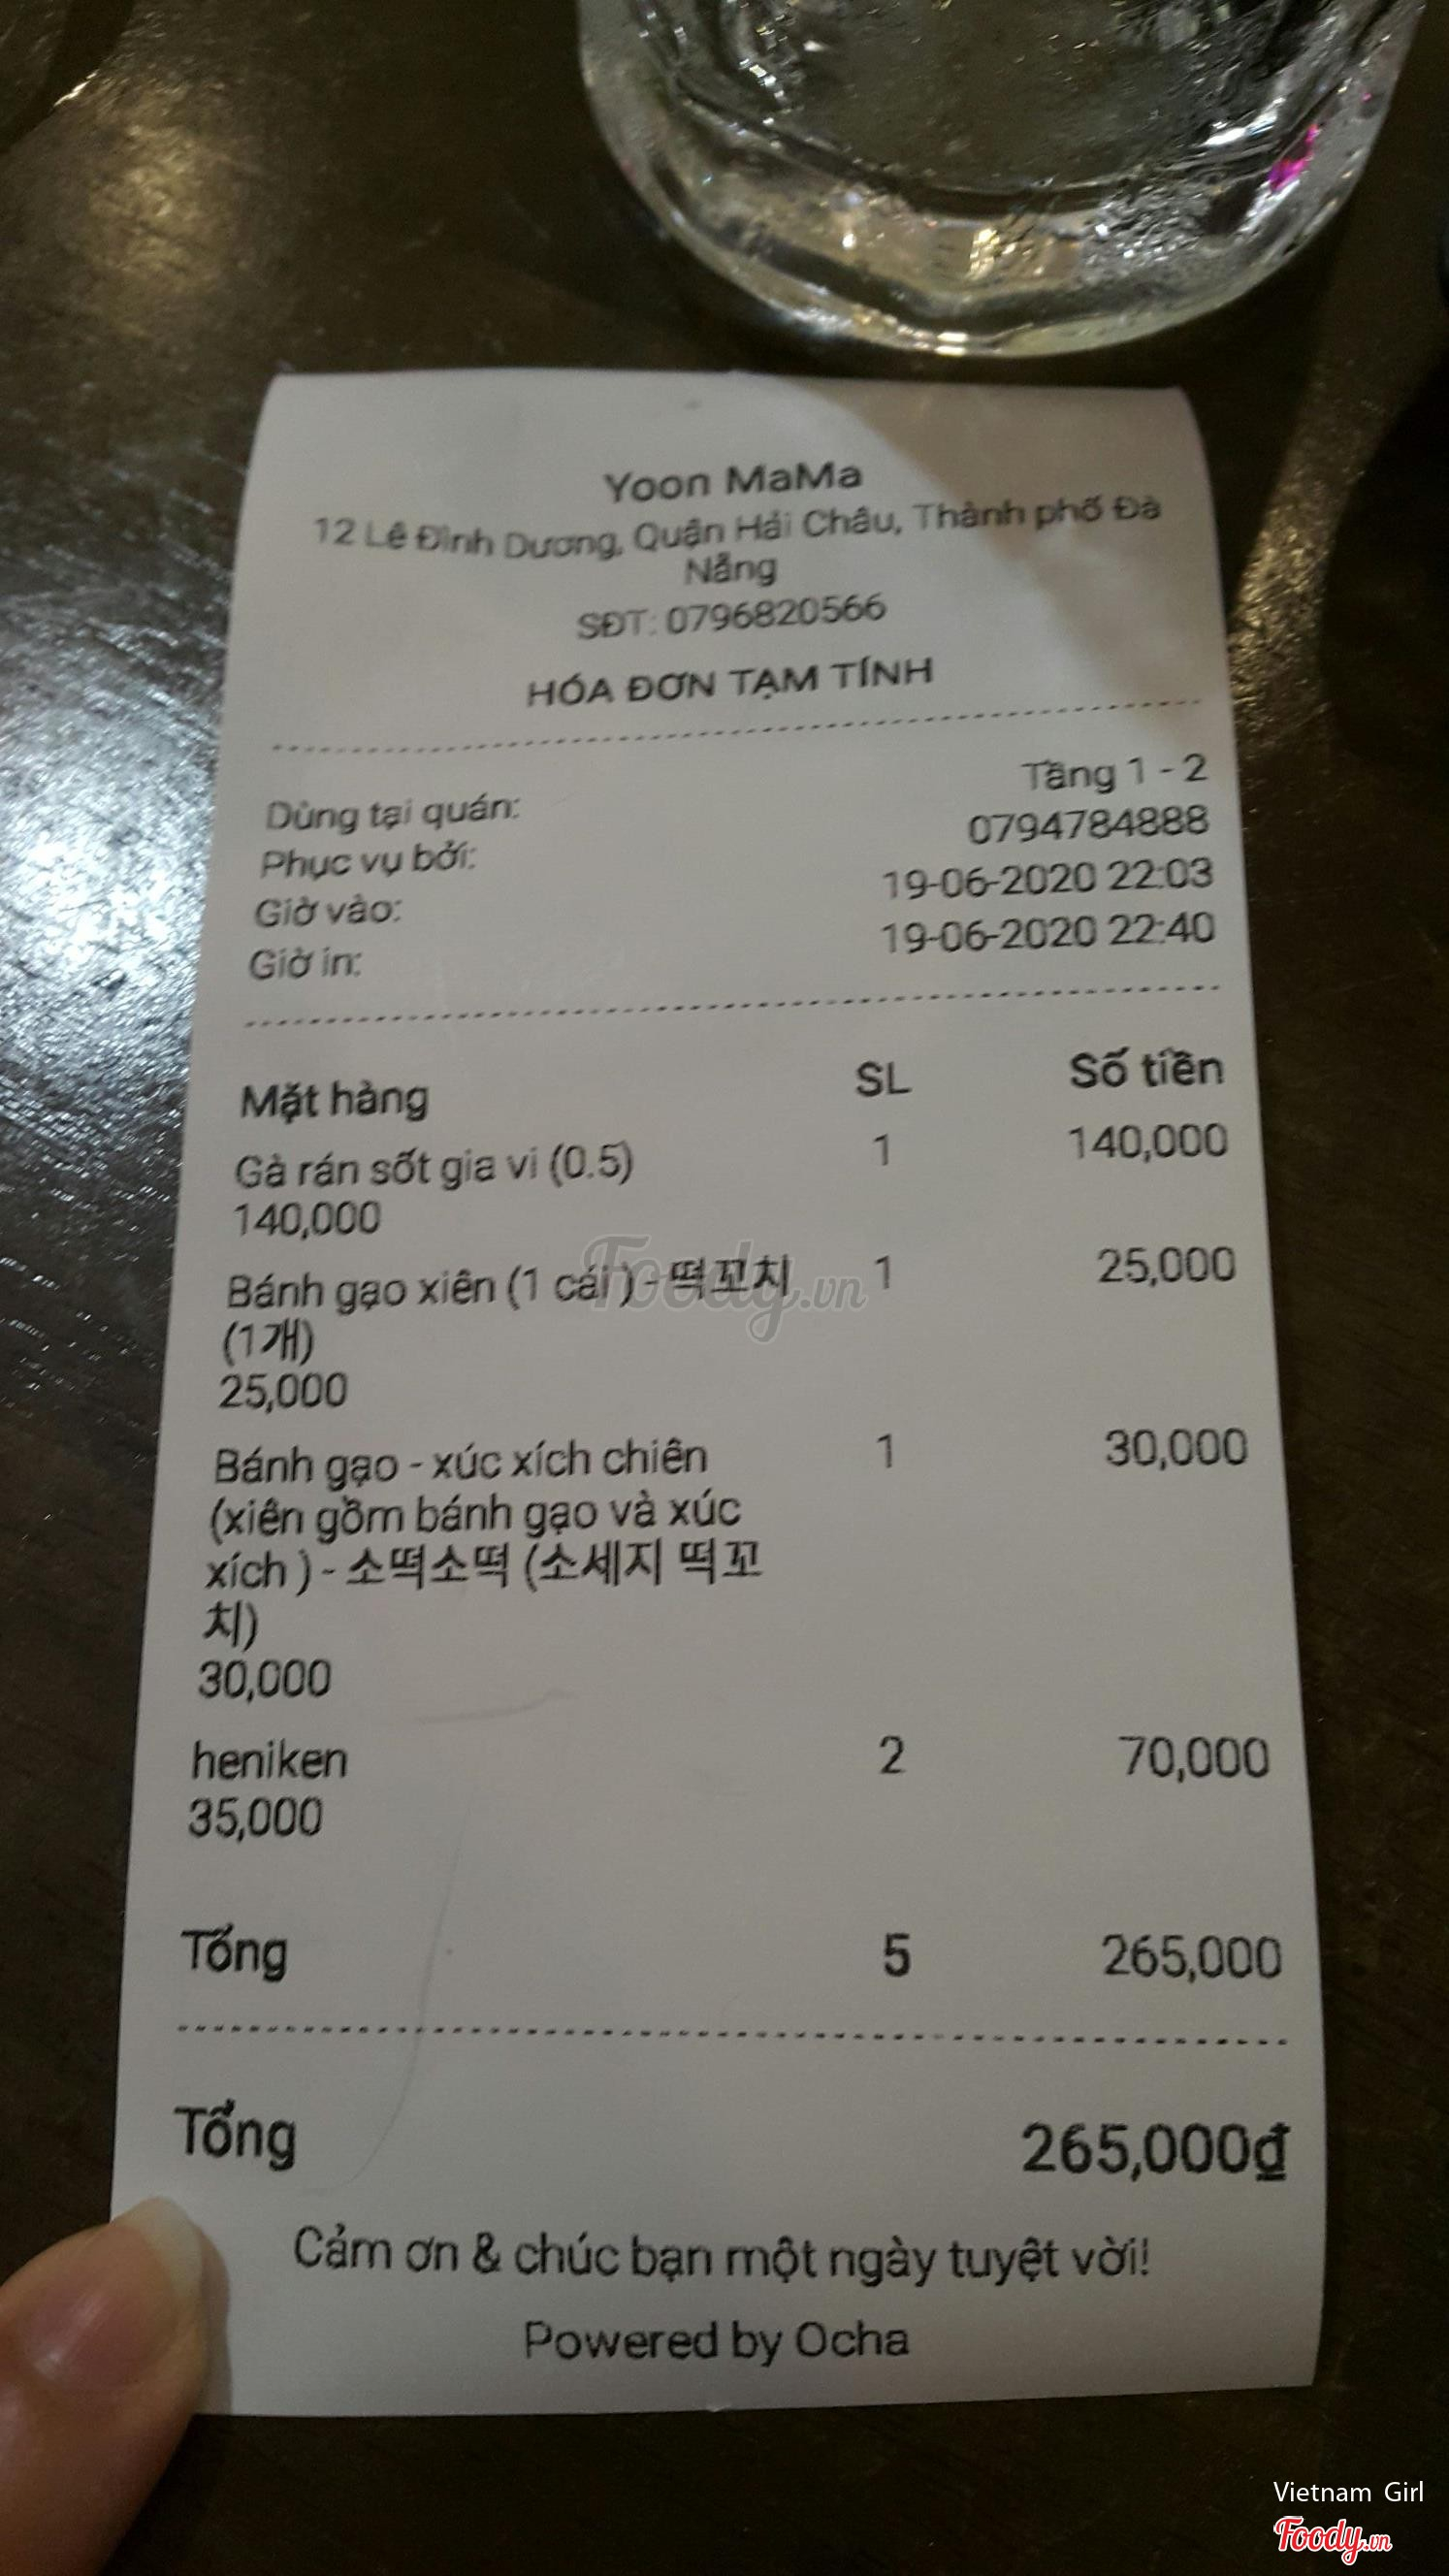 Yoon MaMa
12 Lê Đình Dương, Quận Hải Châu, Thành phố Đà
Nẵng
SĐT: 0796820566
HÓA ĐƠN TẠM TÍNH
Dùng tại quán: Tầng 1 - 2
Phục vụ bởi: 0794784888
Giờ vào: 19-06-2020 22:03
Giờ in: 19-06-2020 22:40
Mặt hàng SL Số tiền
Gà rán sốt gia vi (0.5) 1 140,000
140,000
Bánh gạo xiên (1 cái ) - 떡꼬치 1 25,000
(1개)
25,000
Bánh gạo - xúc xích chiên 1 30,000
(xiên gồm bánh gạo và xúc
xích ) - 소떡소떡 (소세지 떡꼬
치)
30,000
heniken 2 70,000
35,000
Tổng 5 265,000
Tổng 265,000₫
Cảm ơn & chúc bạn một ngày tuyệt vời!
Powered by Ocha
Foody.vn
Vietnam Girl
Foody.vn